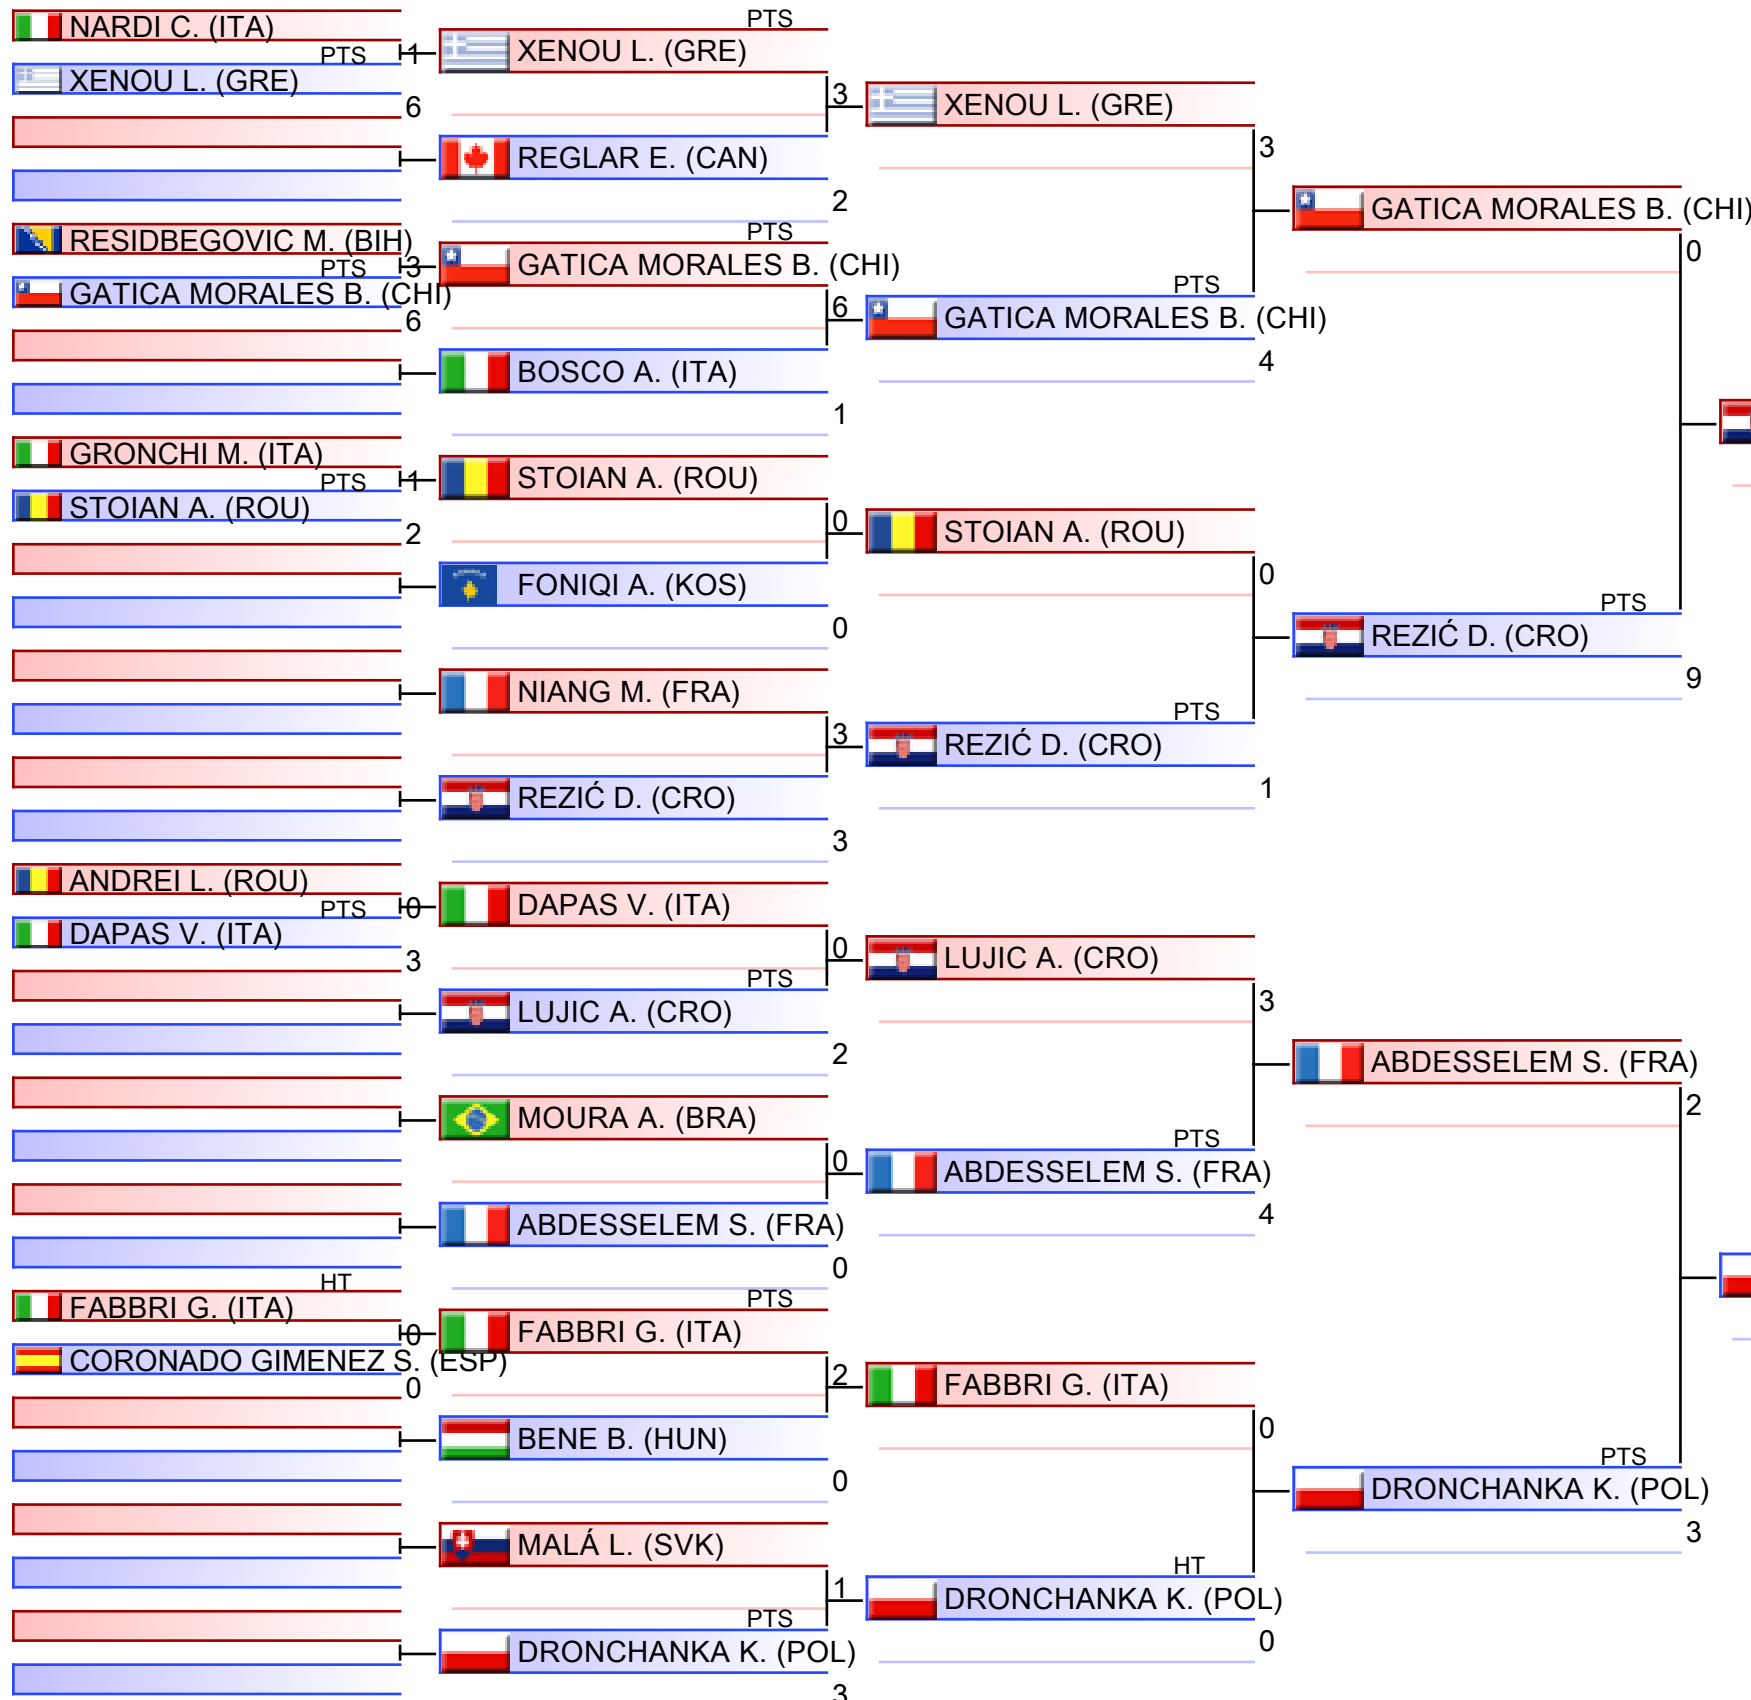 NARDI C. (ITA)
PTS
1
XENOU L. (GRE)
6
RESIDBEGOVIC M. (BIH)
PTS
3
GATICA MORALES B. (CHI)
6
GRONCHI M. (ITA)
PTS
1
STOIAN A. (ROU)
2
ANDREI L. (ROU)
PTS
0
DAPAS V. (ITA)
3
HT
FABBRI G. (ITA)
0
CORONADO GIMENEZ S. (ESP)
0
PTS
XENOU L. (GRE)
3
REGLAR E. (CAN)
2
PTS
GATICA MORALES B. (CHI)
6
BOSCO A. (ITA)
1
STOIAN A. (ROU)
0
FONIQI A. (KOS)
0
NIANG M. (FRA)
3
REZIĆ D. (CRO)
3
DAPAS V. (ITA)
0
PTS
LUJIC A. (CRO)
2
MOURA A. (BRA)
0
ABDESSELEM S. (FRA)
0
PTS
FABBRI G. (ITA)
2
BENE B. (HUN)
0
MALÁ L. (SVK)
1
PTS
DRONCHANKA K. (POL)
3
XENOU L. (GRE)
3
PTS
GATICA MORALES B. (CHI)
4
STOIAN A. (ROU)
0
PTS
REZIĆ D. (CRO)
1
LUJIC A. (CRO)
3
PTS
ABDESSELEM S. (FRA)
4
FABBRI G. (ITA)
0
HT
DRONCHANKA K. (POL)
0
GATICA MORALES B. (CHI)
0
PTS
REZIĆ D. (CRO)
9
ABDESSELEM S. (FRA)
2
PTS
DRONCHANKA K. (POL)
3